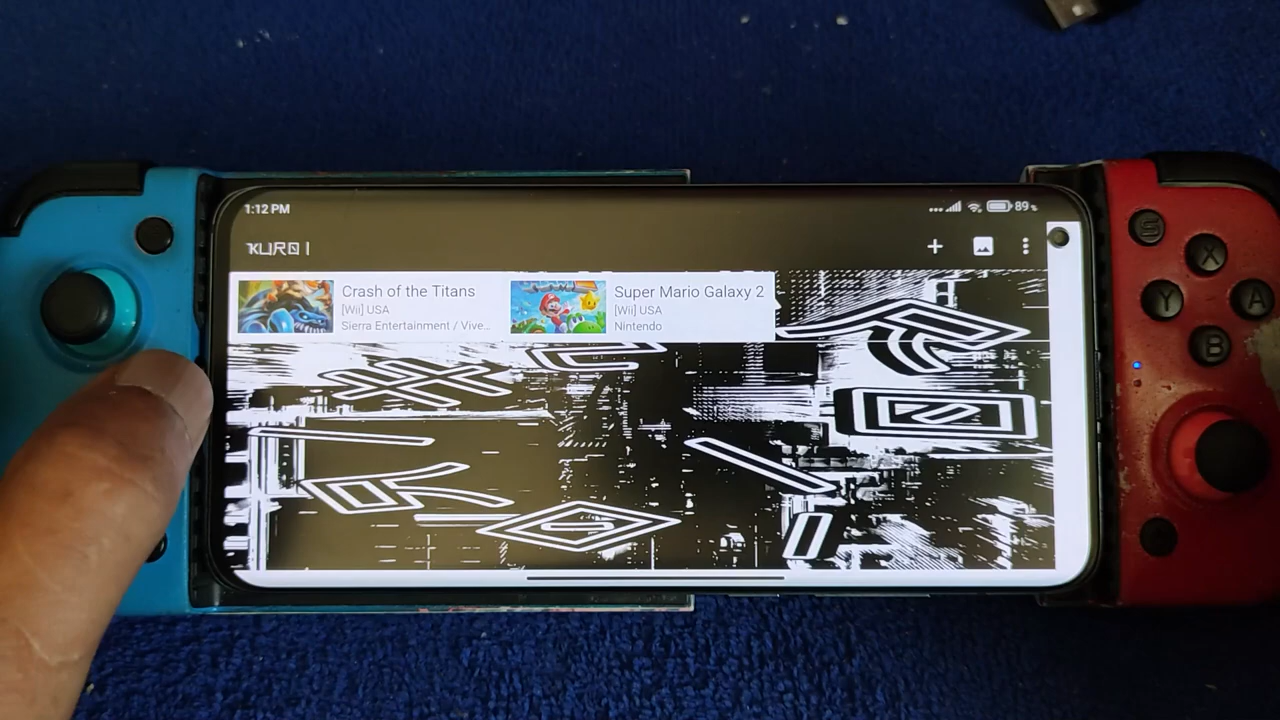 1:12 PM
89%
KURO I
Crash of the Titans
[Wii] USA
Sierra Entertainment / Vive...
Super Mario Galaxy 2
[Wii] USA
Nintendo
S
X
Y
A
B